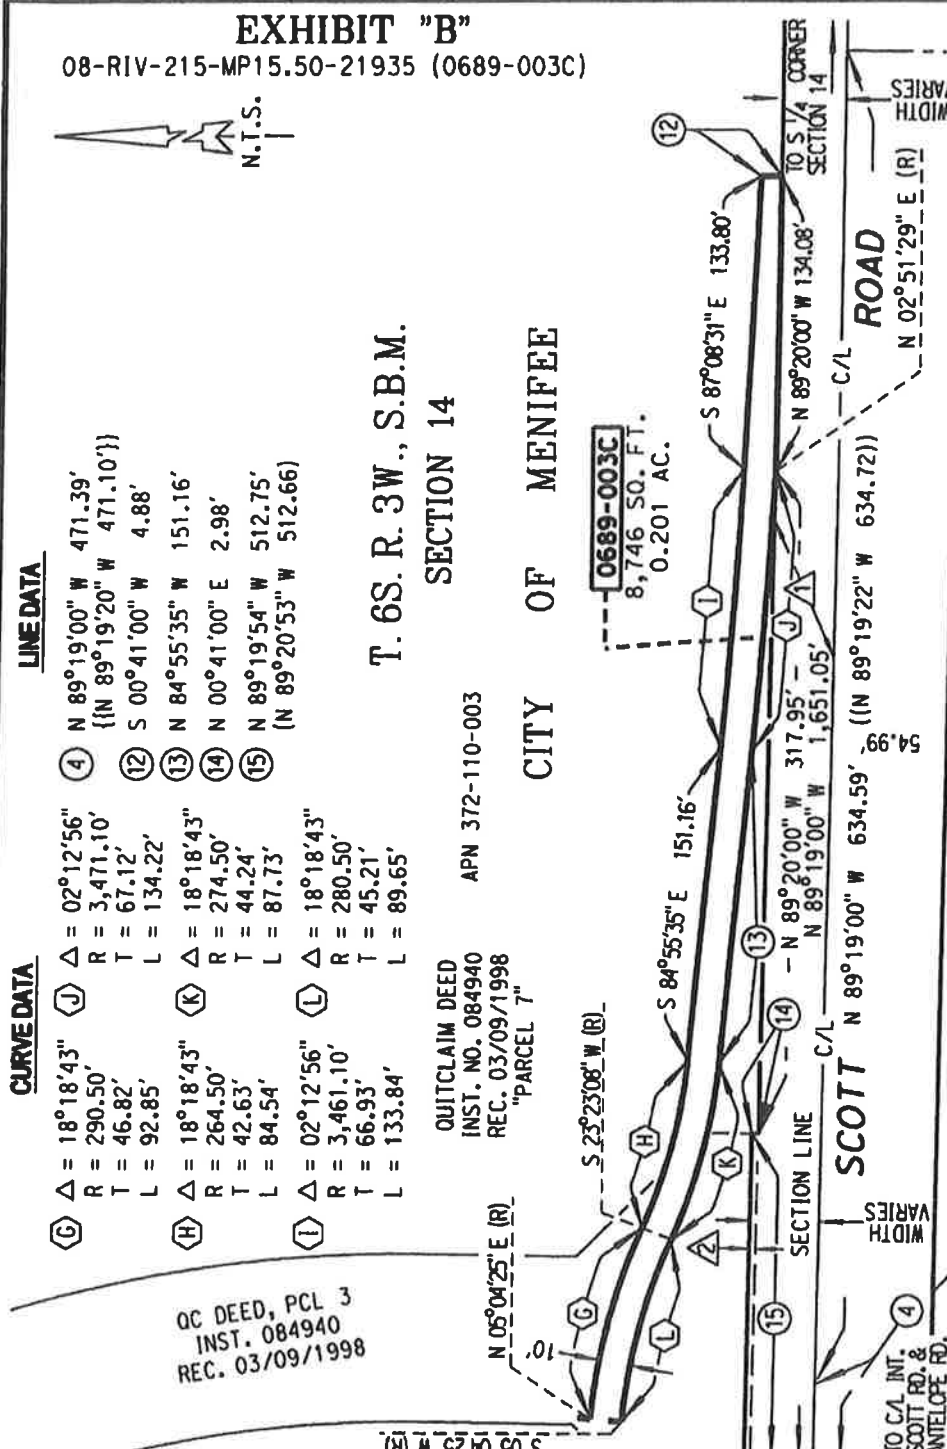 EXHIBIT "B"
08-RIV-215-MP15.50-21935 (0689-003C)
N.T.S.
CURVE DATA
G Δ = 18°18'43"
R = 290.50'
T = 46.82'
L = 92.85'
H Δ = 18°18'43"
R = 264.50'
T = 42.63'
L = 84.54'
I Δ = 02°12'56"
R = 3,461.10'
T = 66.93'
L = 133.84'
J Δ = 02°12'56"
R = 3,471.10'
T = 67.12'
L = 134.22'
K Δ = 18°18'43"
R = 274.50'
T = 44.24'
L = 87.73'
L Δ = 18°18'43"
R = 280.50'
T = 45.21'
L = 89.65'
LINE DATA
4 N 89°19'00" W 471.39'
{{N 89°19'20" W 471.10'}}
12 S 00°41'00" W 4.88'
13 N 84°55'35" W 151.16'
14 N 00°41'00" E 2.98'
15 N 89°19'54" W 512.75'
(N 89°20'53" W 512.66)
T. 6S. R. 3W., S.B.M.
SECTION 14
APN 372-110-003
CITY OF MENIFEE
QUITCLAIM DEED
INST. NO. 084940
REC. 03/09/1998
"PARCEL 7"
QC DEED, PCL 3
INST. 084940
REC. 03/09/1998
0689-003C
8,746 SQ. FT.
0.201 AC.
N 05°04'25" E (R)
S 23°23'08" W (R)
10'
G
H
S 84°55'35" E 151.16'
I
S 87°08'31" E 133.80'
12
TO S 1/4 CORNER
SECTION 14
L
K
2
13
14
J
1
N 89°20'00" W 134.08'
N 89°20'00" W 317.95'
N 89°19'00" W 1,651.05'
SECTION LINE
15
C/L
C/L
WIDTH
VARIES
SCOTT ROAD
N 89°19'00" W 634.59' ((N 89°19'22" W 634.72))
54.99'
N 02°51'29" E (R)
WIDTH
VARIES
4
TO C/L INT.
SCOTT RD. &
ANTELOPE RD.